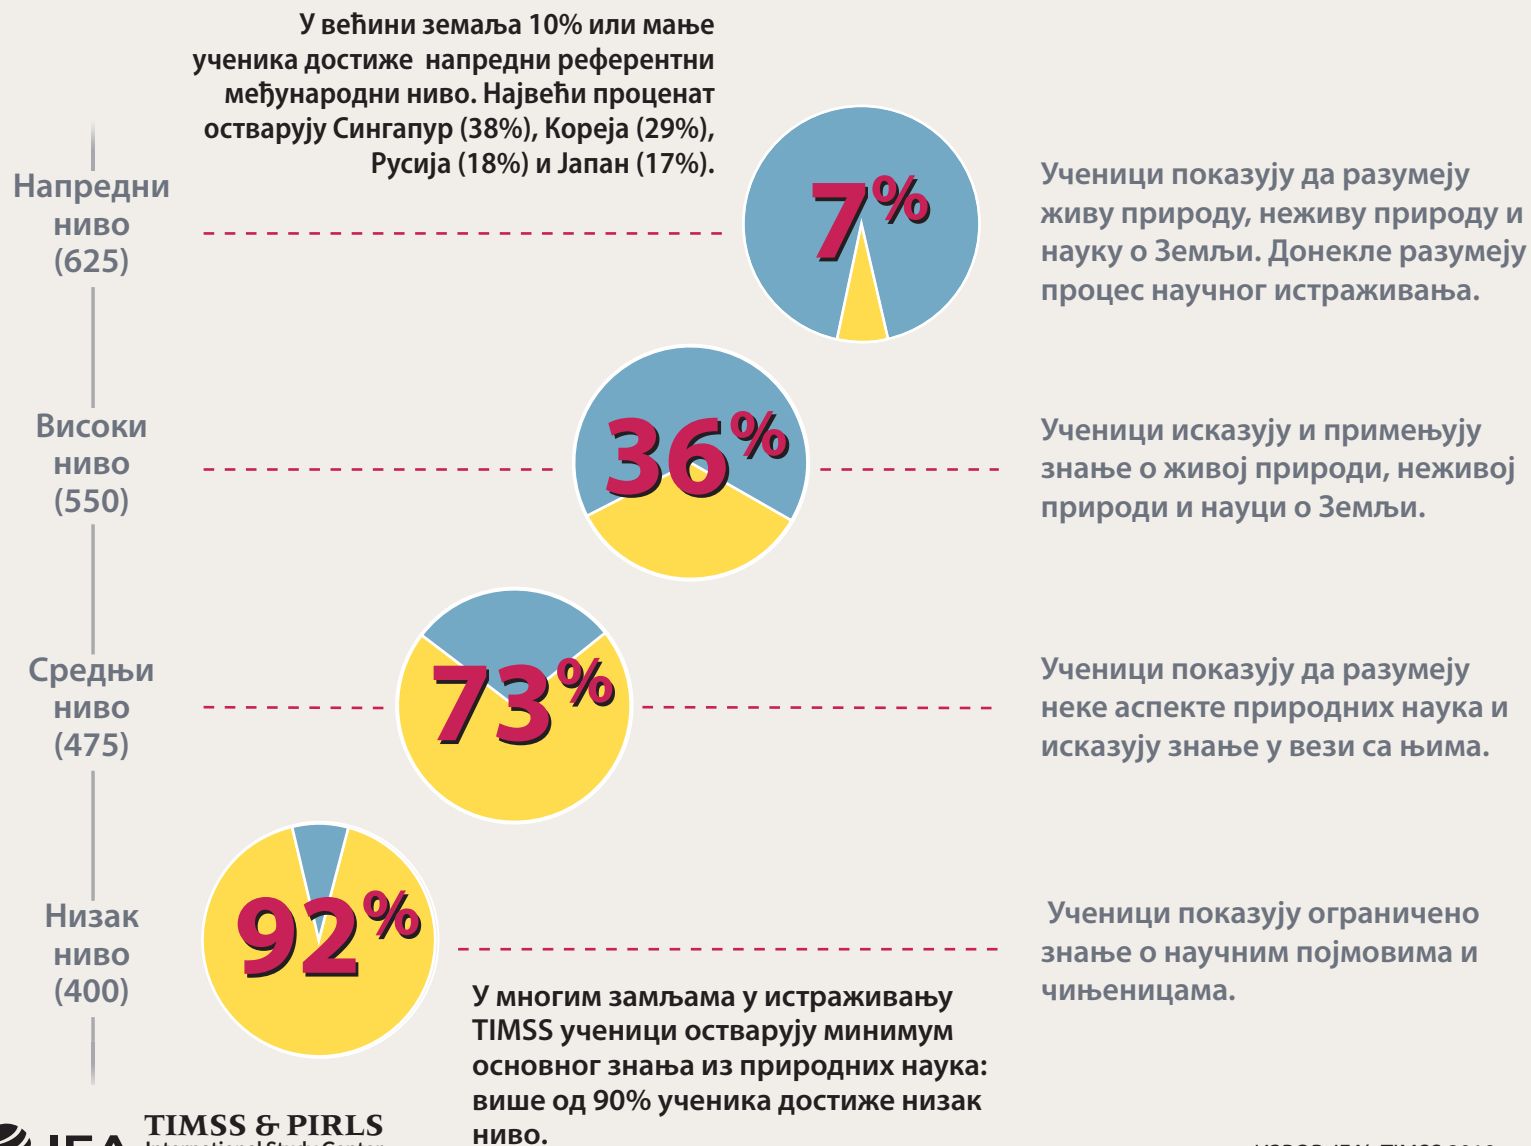 У већини земаља 10% или мање
ученика достиже напредни референтни
међународни ниво. Највећи проценат
остварују Сингапур (38%), Кореја (29%),
Русија (18%) и Јапан (17%).
Напредни
ниво
(625)
7%
Ученици показују да разумеју
живу природу, неживу природу и
науку о Земљи. Донекле разумеју
процес научног истраживања.
Високи
ниво
(550)
36%
Ученици исказују и примењују
знање о живој природи, неживој
природи и науци о Земљи.
Средњи
ниво
(475)
73%
Ученици показују да разумеју
неке аспекте природних наука и
исказују знање у вези са њима.
Низак
ниво
(400)
92%
Ученици показују ограничено
знање о научним појмовима и
чињеницама.
У многим замљама у истраживању
TIMSS ученици остварују минимум
основног знања из природних наука:
више од 90% ученика достиже низак
ниво.
IEA
TIMSS & PIRLS
International Study Center